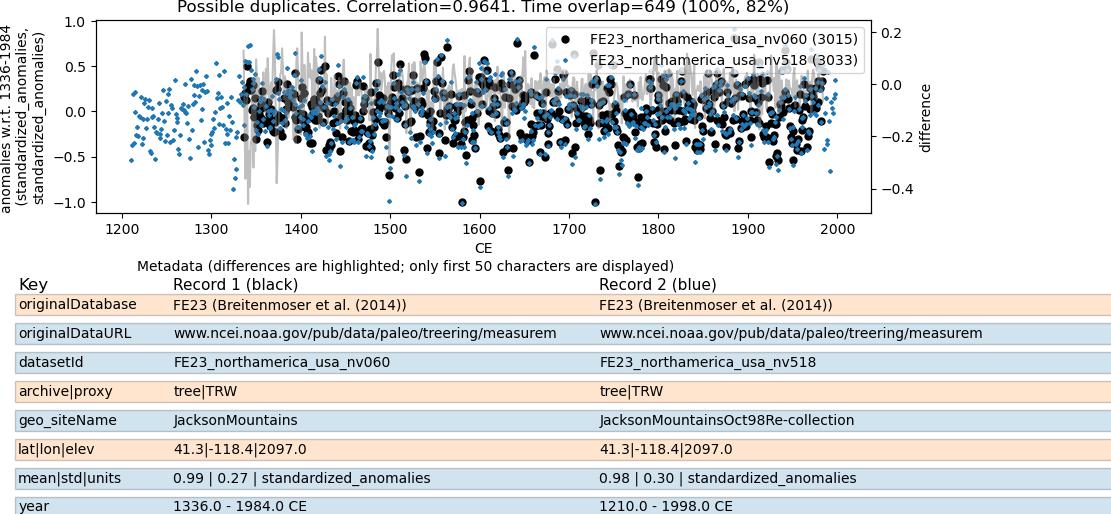 Possible duplicates. Correlation=0.9641. Time overlap=649 (100%, 82%)
anomalies w.r.t. 1336-1984
(standardized_anomalies,
standardized_anomalies)
1.0
0.5
0.0
−0.5
−1.0
FE23_northamerica_usa_nv060 (3015)
FE23_northamerica_usa_nv518 (3033)
0.2
0.0
−0.2
−0.4
difference
1200 1300 1400 1500 1600 1700 1800 1900 2000
CE
Metadata (differences are highlighted; only first 50 characters are displayed)
Key Record 1 (black) Record 2 (blue)
originalDatabase FE23 (Breitenmoser et al. (2014)) FE23 (Breitenmoser et al. (2014))
originalDataURL www.ncei.noaa.gov/pub/data/paleo/treering/measurem www.ncei.noaa.gov/pub/data/paleo/treering/measurem
datasetId FE23_northamerica_usa_nv060 FE23_northamerica_usa_nv518
archive|proxy tree|TRW tree|TRW
geo_siteName JacksonMountains JacksonMountainsOct98Re-collection
lat|lon|elev 41.3|-118.4|2097.0 41.3|-118.4|2097.0
mean|std|units 0.99 | 0.27 | standardized_anomalies 0.98 | 0.30 | standardized_anomalies
year 1336.0 - 1984.0 CE 1210.0 - 1998.0 CE